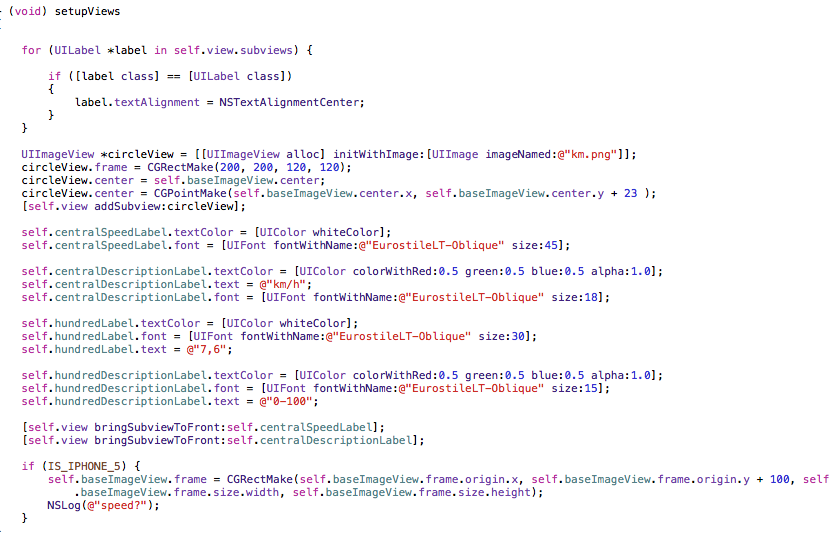 (void) setupViews
for (UILabel *label in self.view.subviews) {
if ([label class] == [UILabel class])
{
label.textAlignment = NSTextAlignmentCenter;
}
}
UIImageView *circleView = [[UIImageView alloc] initWithImage:[UIImage imageNamed:@"km.png"]];
circleView.frame = CGRectMake(200, 200, 120, 120);
circleView.center = self.baseImageView.center;
circleView.center = CGPointMake(self.baseImageView.center.x, self.baseImageView.center.y + 23 );
[self.view addSubview:circleView];
self.centralSpeedLabel.textColor = [UIColor whiteColor];
self.centralSpeedLabel.font = [UIFont fontWithName:@"EurostileLT-Oblique" size:45];
self.centralDescriptionLabel.textColor = [UIColor colorWithRed:0.5 green:0.5 blue:0.5 alpha:1.0];
self.centralDescriptionLabel.text = @"km/h";
self.centralDescriptionLabel.font = [UIFont fontWithName:@"EurostileLT-Oblique" size:18];
self.hundredLabel.textColor = [UIColor whiteColor];
self.hundredLabel.font = [UIFont fontWithName:@"EurostileLT-Oblique" size:30];
self.hundredLabel.text = @"7,6";
self.hundredDescriptionLabel.textColor = [UIColor colorWithRed:0.5 green:0.5 blue:0.5 alpha:1.0];
self.hundredDescriptionLabel.font = [UIFont fontWithName:@"EurostileLT-Oblique" size:15];
self.hundredDescriptionLabel.text = @"0-100";
[self.view bringSubviewToFront:self.centralSpeedLabel];
[self.view bringSubviewToFront:self.centralDescriptionLabel];
if (IS_IPHONE_5) {
self.baseImageView.frame = CGRectMake(self.baseImageView.frame.origin.x, self.baseImageView.frame.origin.y + 100, self
.baseImageView.frame.size.width, self.baseImageView.frame.size.height);
NSLog(@"speed?");
}